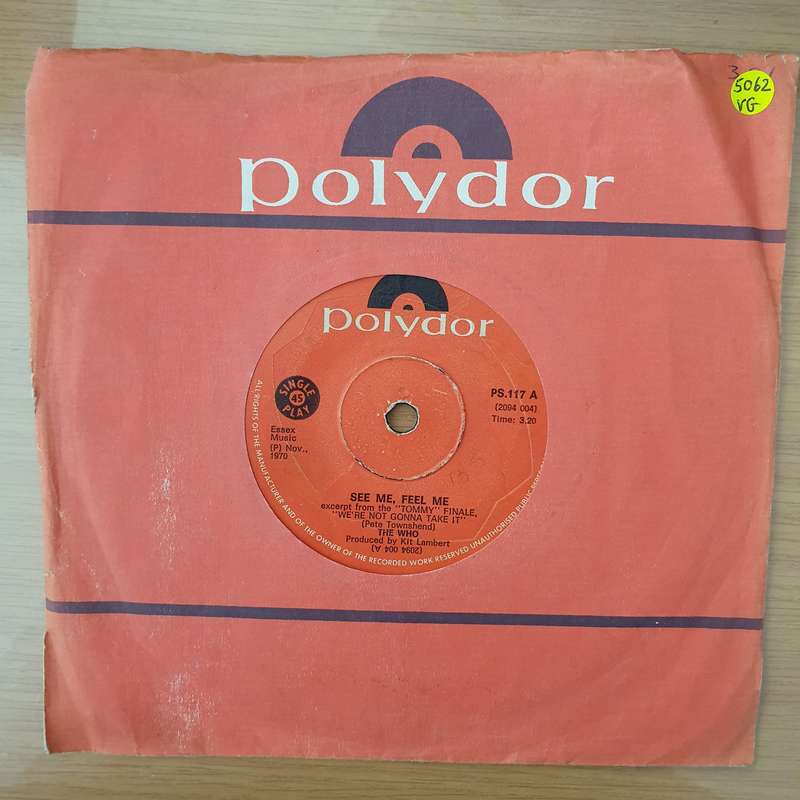 5062
VG
polydor
polydor
SINGLE
45
PLAY
PS.117 A
(2094 004)
Time: 3.20
Essex
Music
(P) Nov.,
1970
SEE ME, FEEL ME
excerpt from the "TOMMY" FINALE,
"WE'RE NOT GONNA TAKE IT"
(Pete Townshend)
THE WHO
Produced by Kit Lambert
(2094 004 A)
ALL RIGHTS OF THE MANUFACTURER AND OF THE OWNER OF THE RECORDED WORK RESERVED UNAUTHORISED PUBLIC